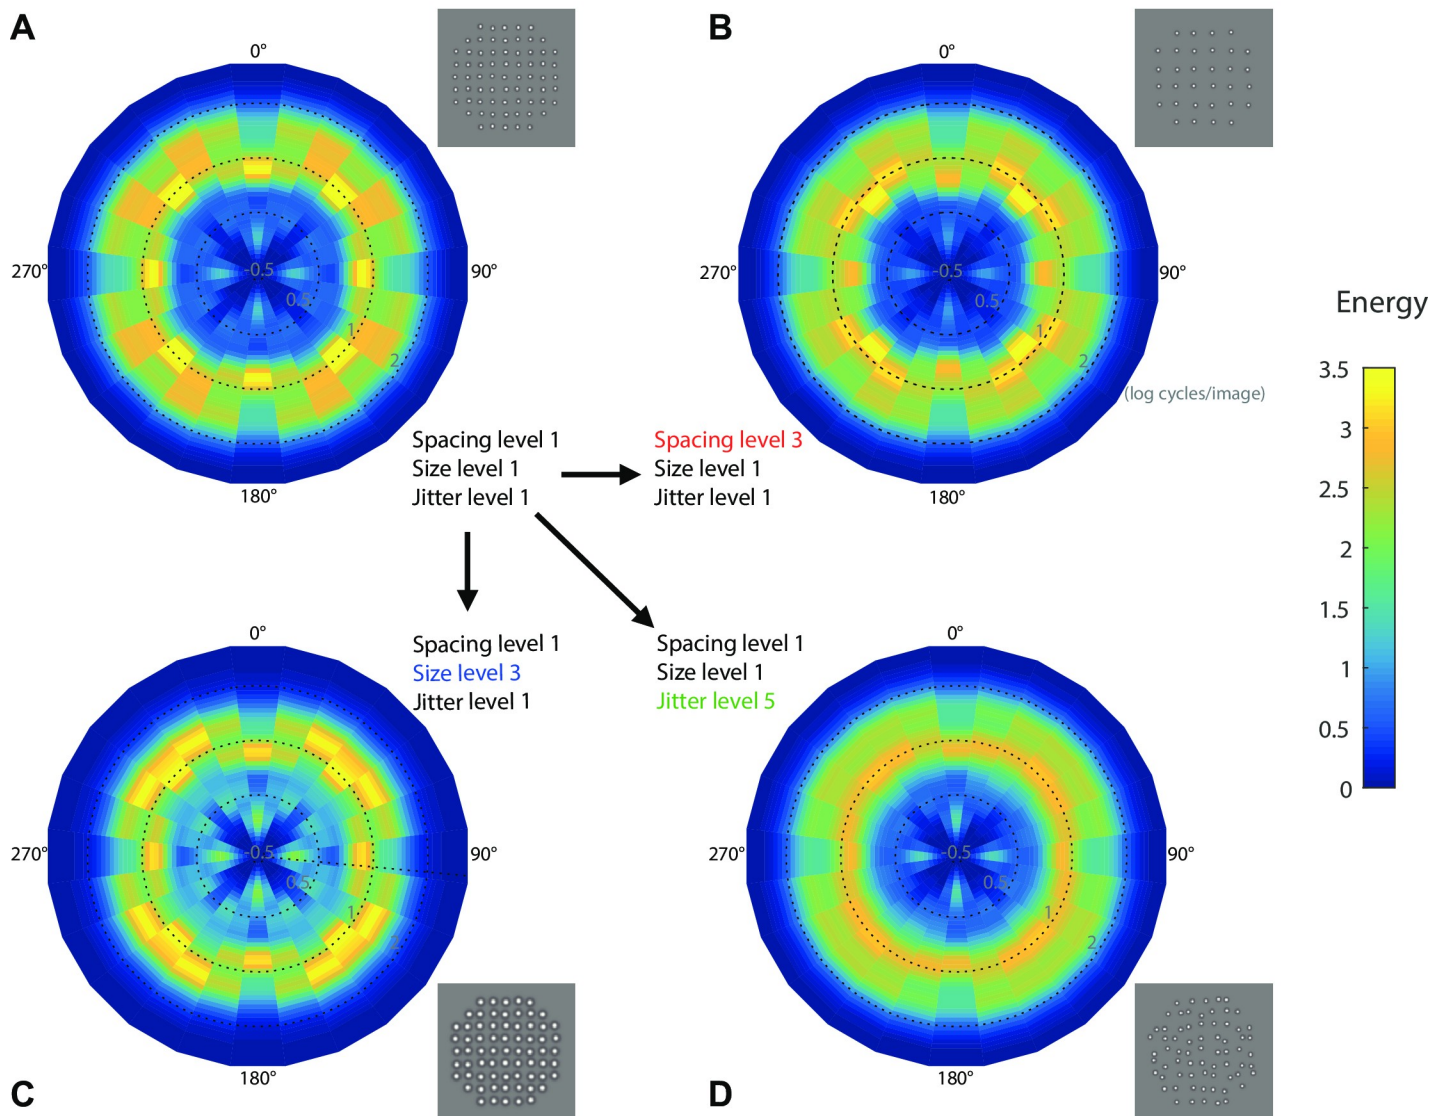 A
0°
270°
90°
-0.5
0.5
1
2
180°
B
0°
270°
90°
-0.5
0.5
1
2
(log cycles/image)
180°
Spacing level 1
Size level 1
Jitter level 1
Spacing level 3
Size level 1
Jitter level 1
Energy
3.5
3
2.5
2
1.5
1
0.5
0
Spacing level 1
Size level 3
Jitter level 1
Spacing level 1
Size level 1
Jitter level 5
0°
270°
90°
-0.5
0.5
1
2
180°
C
0°
270°
90°
-0.5
0.5
1
2
180°
D